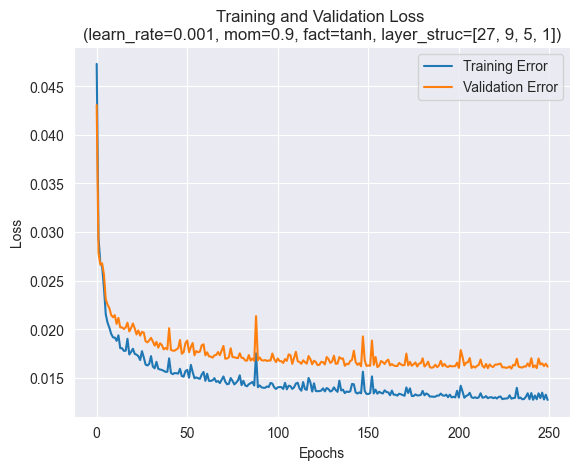 Training and Validation Loss
(learn_rate=0.001, mom=0.9, fact=tanh, layer_struc=[27, 9, 5, 1])
Training Error
Validation Error
0.045
0.040
0.035
0.030
0.025
0.020
0.015
Loss
0
50
100
150
200
250
Epochs